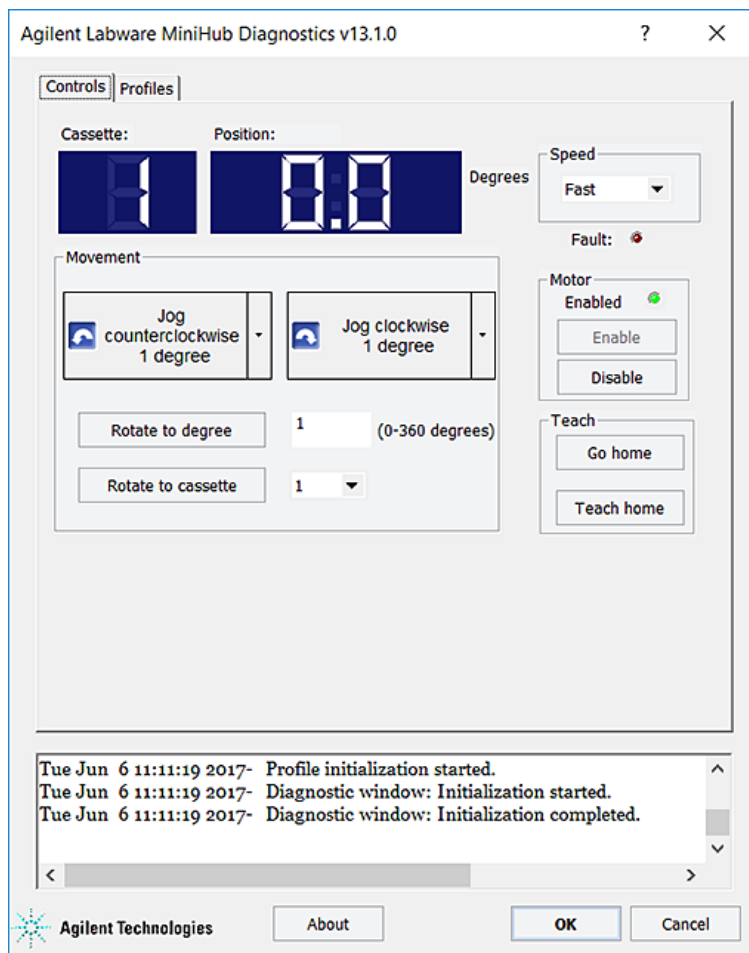 Agilent Labware MiniHub Diagnostics v13.1.0 ?
Controls Profiles
Cassette: Position:
1 0.0 Degrees
Speed
Fast
Fault:
Movement
Motor
Enabled
Enable
Disable
Jog
counterclockwise
1 degree
Jog clockwise
1 degree
Rotate to degree 1 (0-360 degrees)
Rotate to cassette 1
Teach
Go home
Teach home
Tue Jun 6 11:11:19 2017- Profile initialization started.
Tue Jun 6 11:11:19 2017- Diagnostic window: Initialization started.
Tue Jun 6 11:11:19 2017- Diagnostic window: Initialization completed.
Agilent Technologies About OK Cancel